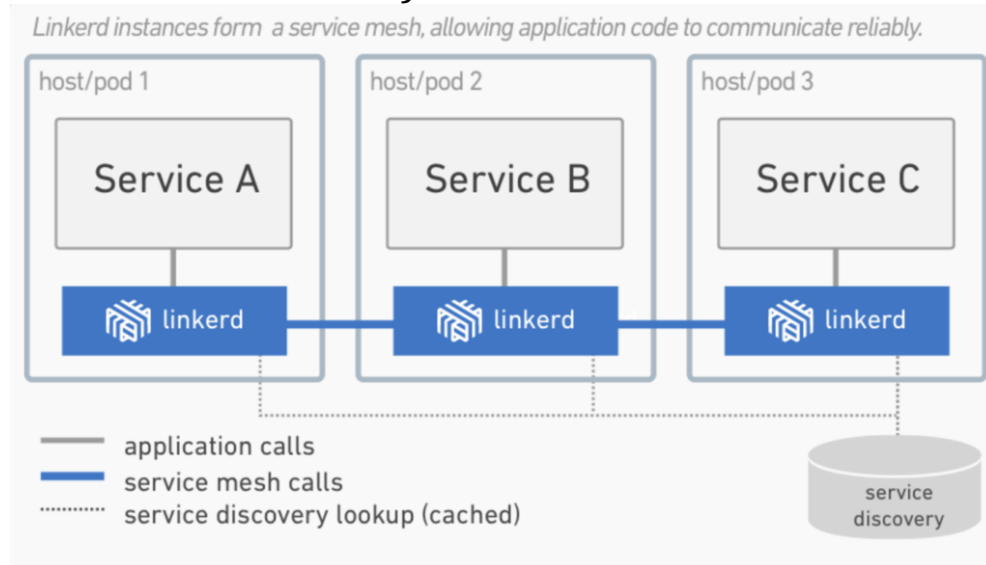 Linkerd instances form a service mesh, allowing application code to communicate reliably.
host/pod 1
host/pod 2
host/pod 3
Service A
Service B
Service C
linkerd
linkerd
linkerd
application calls
service mesh calls
service discovery lookup (cached)
service
discovery